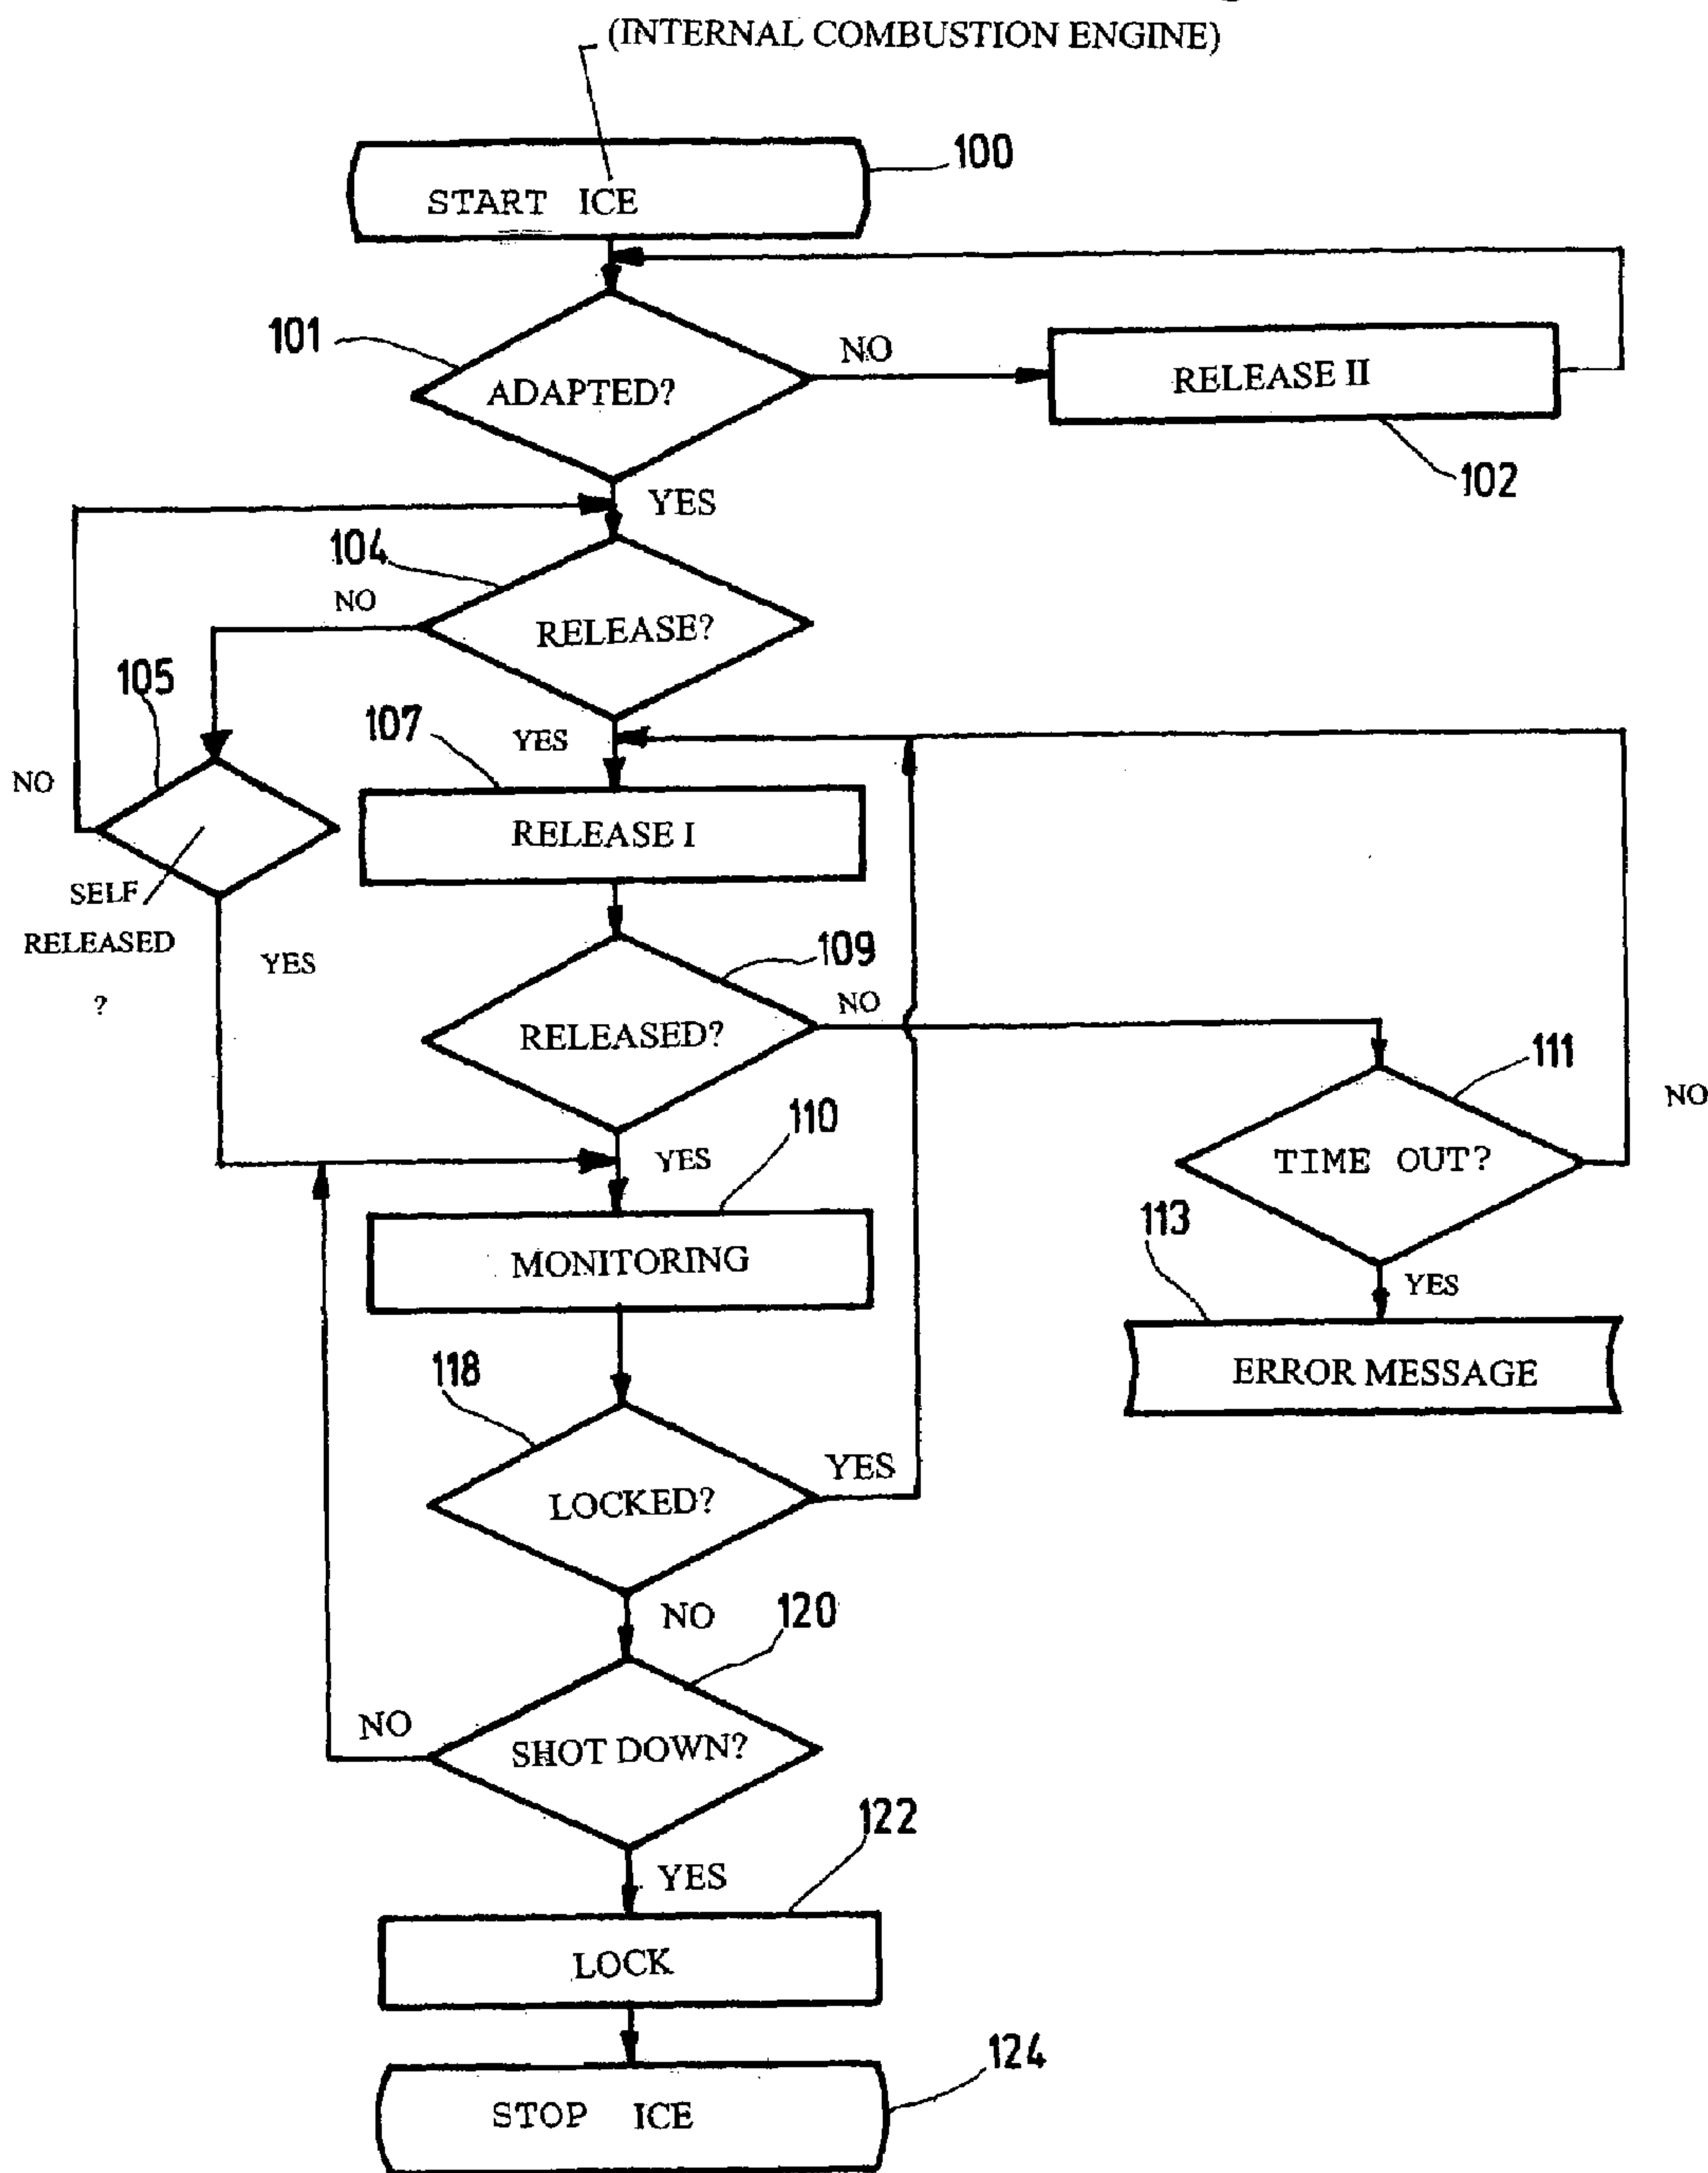 (INTERNAL COMBUSTION ENGINE)
100
START ICE
101
ADAPTED?
NO
RELEASE II
102
YES
104
NO
RELEASE?
105
107
YES
NO
RELEASE I
SELF
RELEASED
?
YES
109
NO
RELEASED?
111
NO
110
YES
TIME OUT?
MONITORING
113
YES
ERROR MESSAGE
118
YES
LOCKED?
NO
120
NO
SHOT DOWN?
122
YES
LOCK
124
STOP ICE